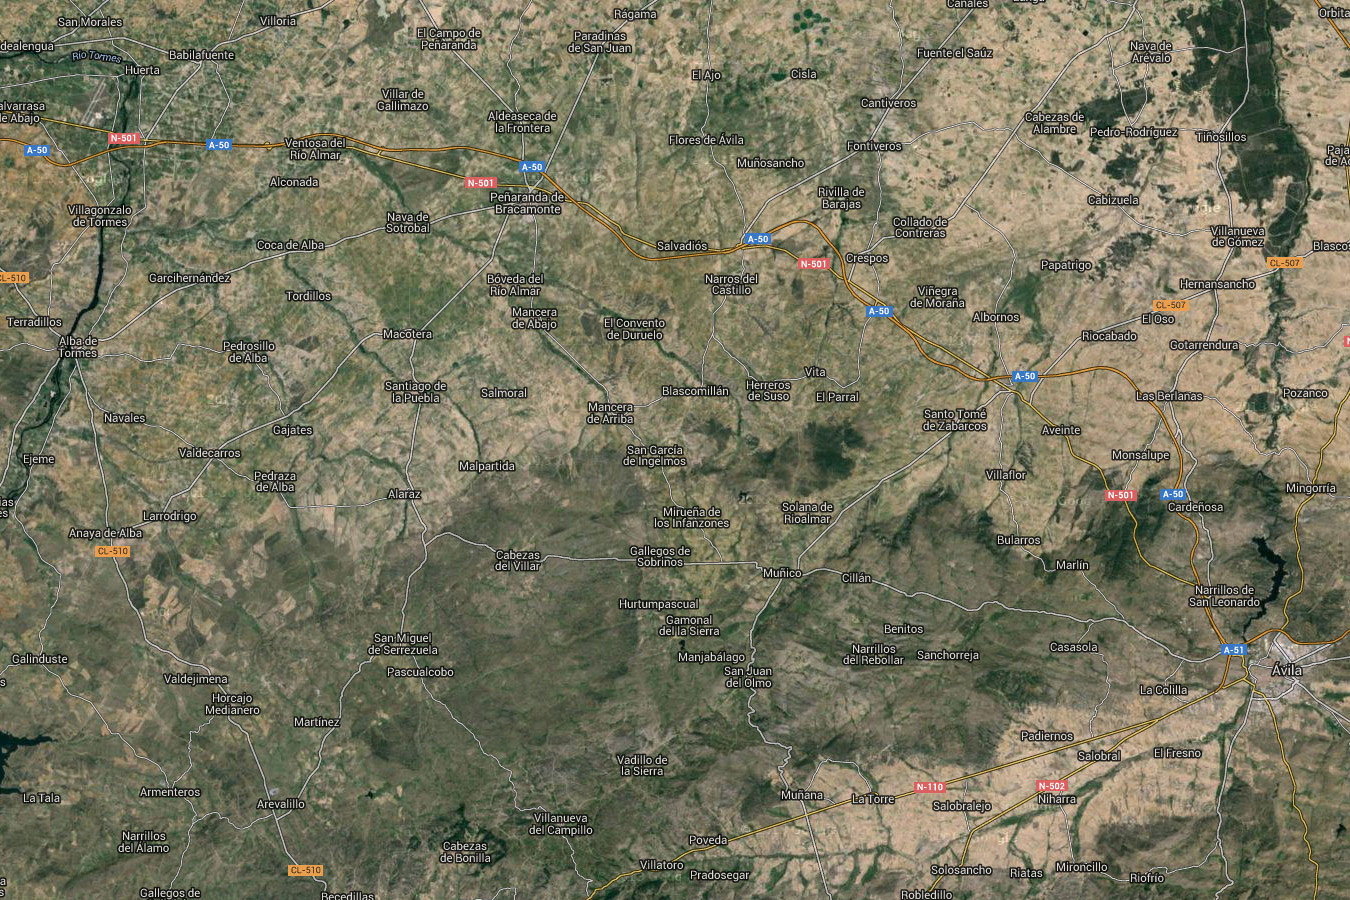 San Morales
Villoria
Rágama
Canales
Orbita
El Campo de
Peñaranda
Paradinas
de San Juan
Babilafuente
Río Tormes
Huerta
Fuente el Saúz
Nava de
Arévalo
El Ajo
Cisla
Villar de
Gallimazo
Cantiveros
Aldeaseca de
la Frontera
Cabezas de
Alambre
Pedro-Rodríguez
Tiñosillos
N-501
A-50
A-50
Ventosa del
Río Almar
Flores de Ávila
Fontiveros
Muñosancho
A-50
N-501
Alconada
Peñaranda de
Bracamonte
Rivilla de
Barajas
Cabizuela
Villagonzalo
de Tormes
Nava de
Sotrobal
Collado de
Contreras
Villanueva
de Gómez
Coca de Alba
Salvadiós
A-50
N-501
Crespos
Papatrigo
CL-507
CL-510
Garcihernández
Bóveda del
Río Almar
Narros del
Castillo
Hernansancho
Tordillos
Viñegra
de Moraña
CL-507
El Oso
A-50
Albornos
Terradillos
Mancera
de Abajo
El Convento
de Duruelo
Macotera
Riocabado
Gotarrendura
Alba de
Tormes
Pedrosillo
de Alba
Vita
A-50
Santiago de
la Puebla
Salmoral
Blascomillán
Herreros
de Suso
El Parral
Las Berlanas
Pozanco
Navales
Mancera
de Arriba
Santo Tomé
de Zabarcos
Aveinte
Gajates
Valdecarros
San García
de Ingelmos
Monsalupe
Ejeme
Malpartida
Pedraza
de Alba
Villaflor
Mingorría
Alaraz
N-501
A-50
Cardeñosa
Larrodrigo
Mirueña de
los Infanzones
Solana de
Rioalmar
Anaya de Alba
CL-510
Bularros
Cabezas
del Villar
Gallegos de
Sobrinos
Muñico
Cillán
Marlín
Hurtumpascual
Narrillos de
San Leonardo
Gamonal
de la Sierra
Benitos
San Miguel
de Serrezuela
Casasola
A-51
Galinduste
Manjabálago
Narrillos
del Rebollar
Sanchorreja
Ávila
Pascualcobo
San Juan
del Olmo
Valdejimena
La Colilla
Horcajo
Medianero
Martínez
Padiernos
Salobral
El Fresno
Vadillo de
la Sierra
N-110
N-502
La Tala
Armenteros
Arevalillo
Muñana
La Torre
Salobralejo
Niharra
Villanueva
del Campillo
Narrillos
del Álamo
Cabezas
de Bonilla
Poveda
Villatoro
Pradosegar
CL-510
Solosancho
Riatas
Mironcillo
Riofrío
Gallegos de
Becedillas
Robledillo